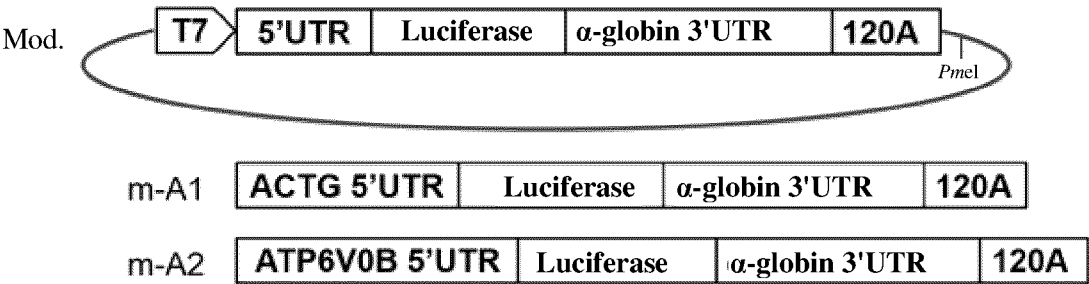 Mod. T7 5'UTR Luciferase α-globin 3'UTR 120A
PmeI
m-A1 ACTG 5'UTR Luciferase α-globin 3'UTR 120A
m-A2 ATP6V0B 5'UTR Luciferase α-globin 3'UTR 120A